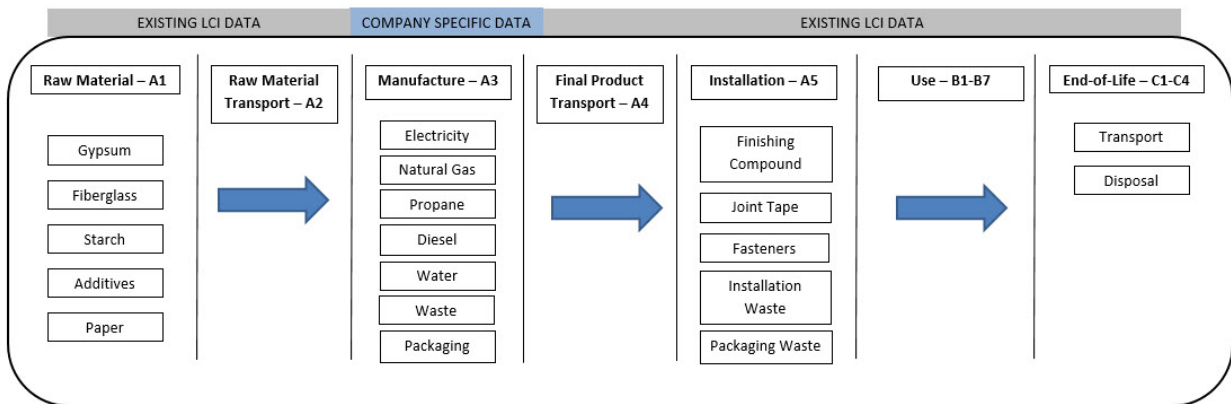 EXISTING LCI DATA
COMPANY SPECIFIC DATA
EXISTING LCI DATA
Raw Material – A1
Gypsum
Fiberglass
Starch
Additives
Paper
Raw Material
Transport – A2
Manufacture – A3
Electricity
Natural Gas
Propane
Diesel
Water
Waste
Packaging
Final Product
Transport – A4
Installation – A5
Finishing
Compound
Joint Tape
Fasteners
Installation
Waste
Packaging Waste
Use – B1-B7
End-of-Life – C1-C4
Transport
Disposal